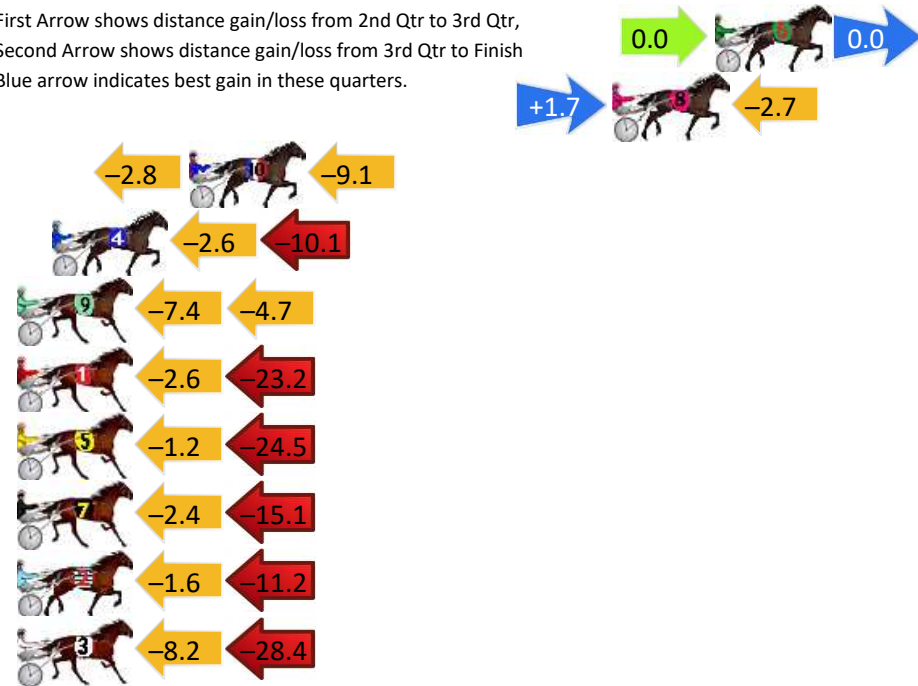 First Arrow shows distance gain/loss from 2nd Qtr to 3rd Qtr,
Second Arrow shows distance gain/loss from 3rd Qtr to Finish
Blue arrow indicates best gain in these quarters.
0.0 6 0.0
+1.7 8 –2.7
–2.8 10 –9.1
4 –2.6 –10.1
9 –7.4 –4.7
1 –2.6 –23.2
5 –1.2 –24.5
7 –2.4 –15.1
2 –1.6 –11.2
3 –8.2 –28.4